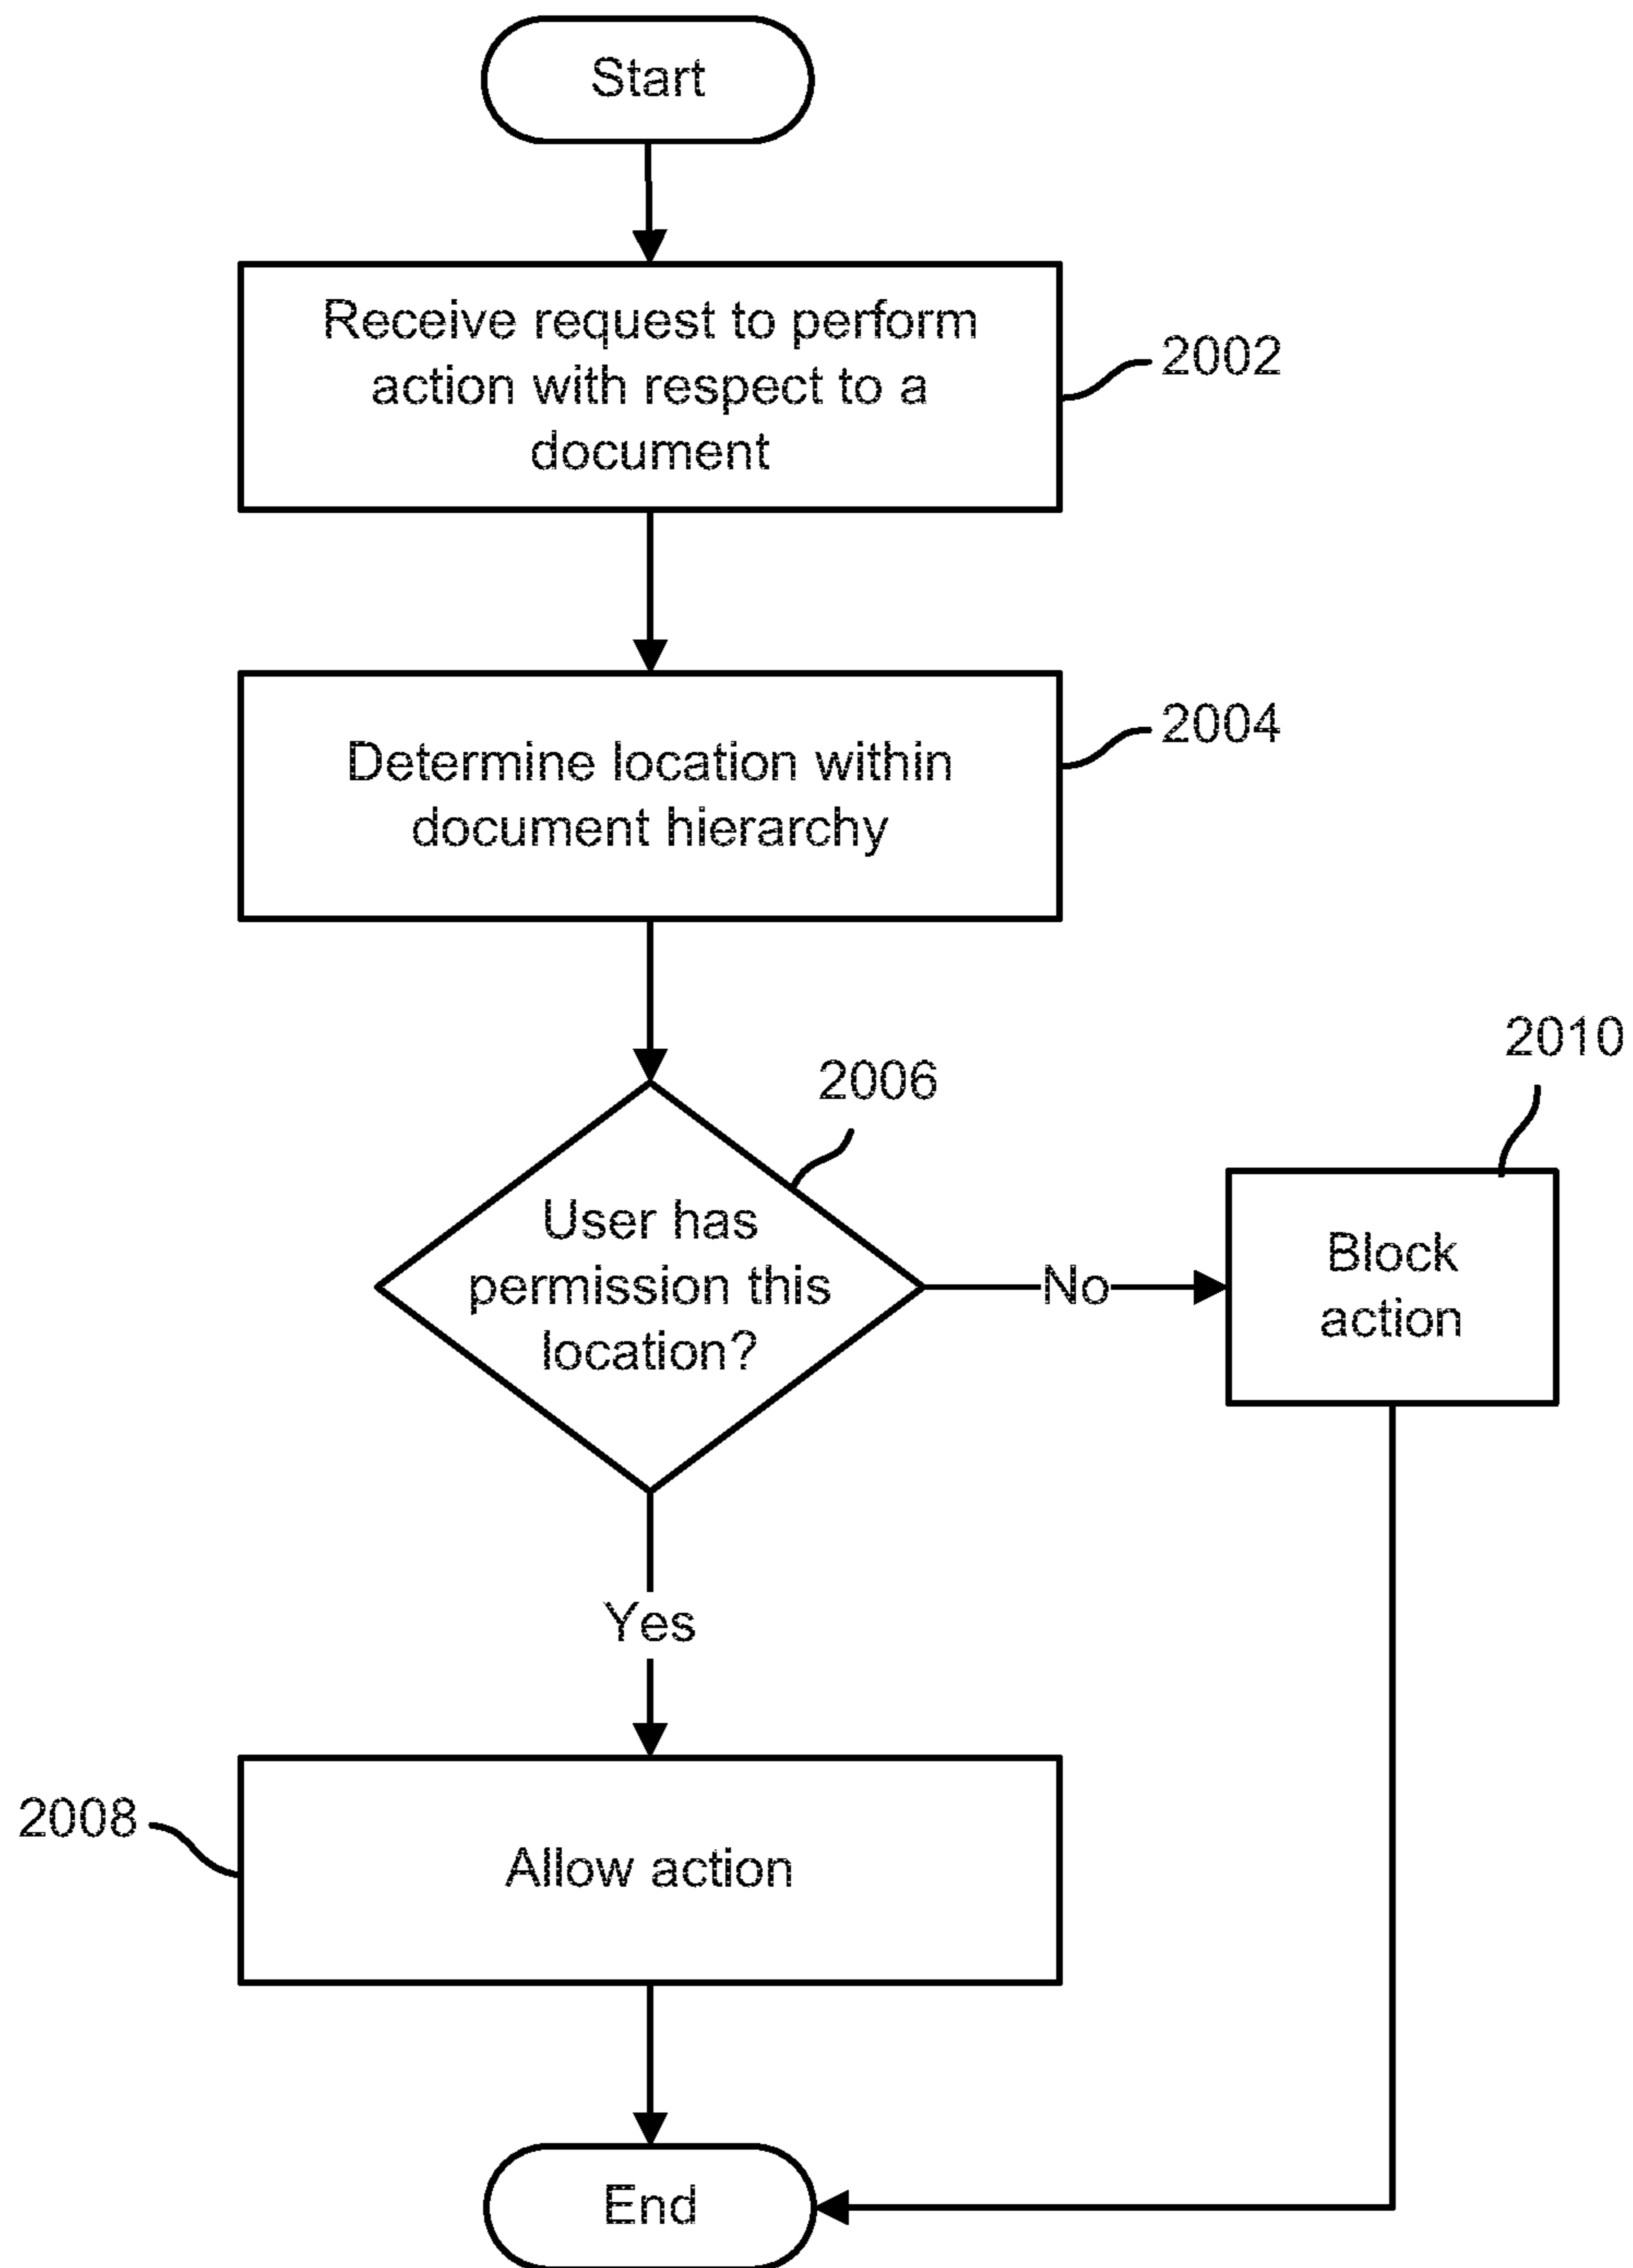 Start
Receive request to perform
action with respect to a
document
2002
Determine location within
document hierarchy
2004
2006
User has
permission this
location?
No
2010
Block
action
Yes
2008
Allow action
End